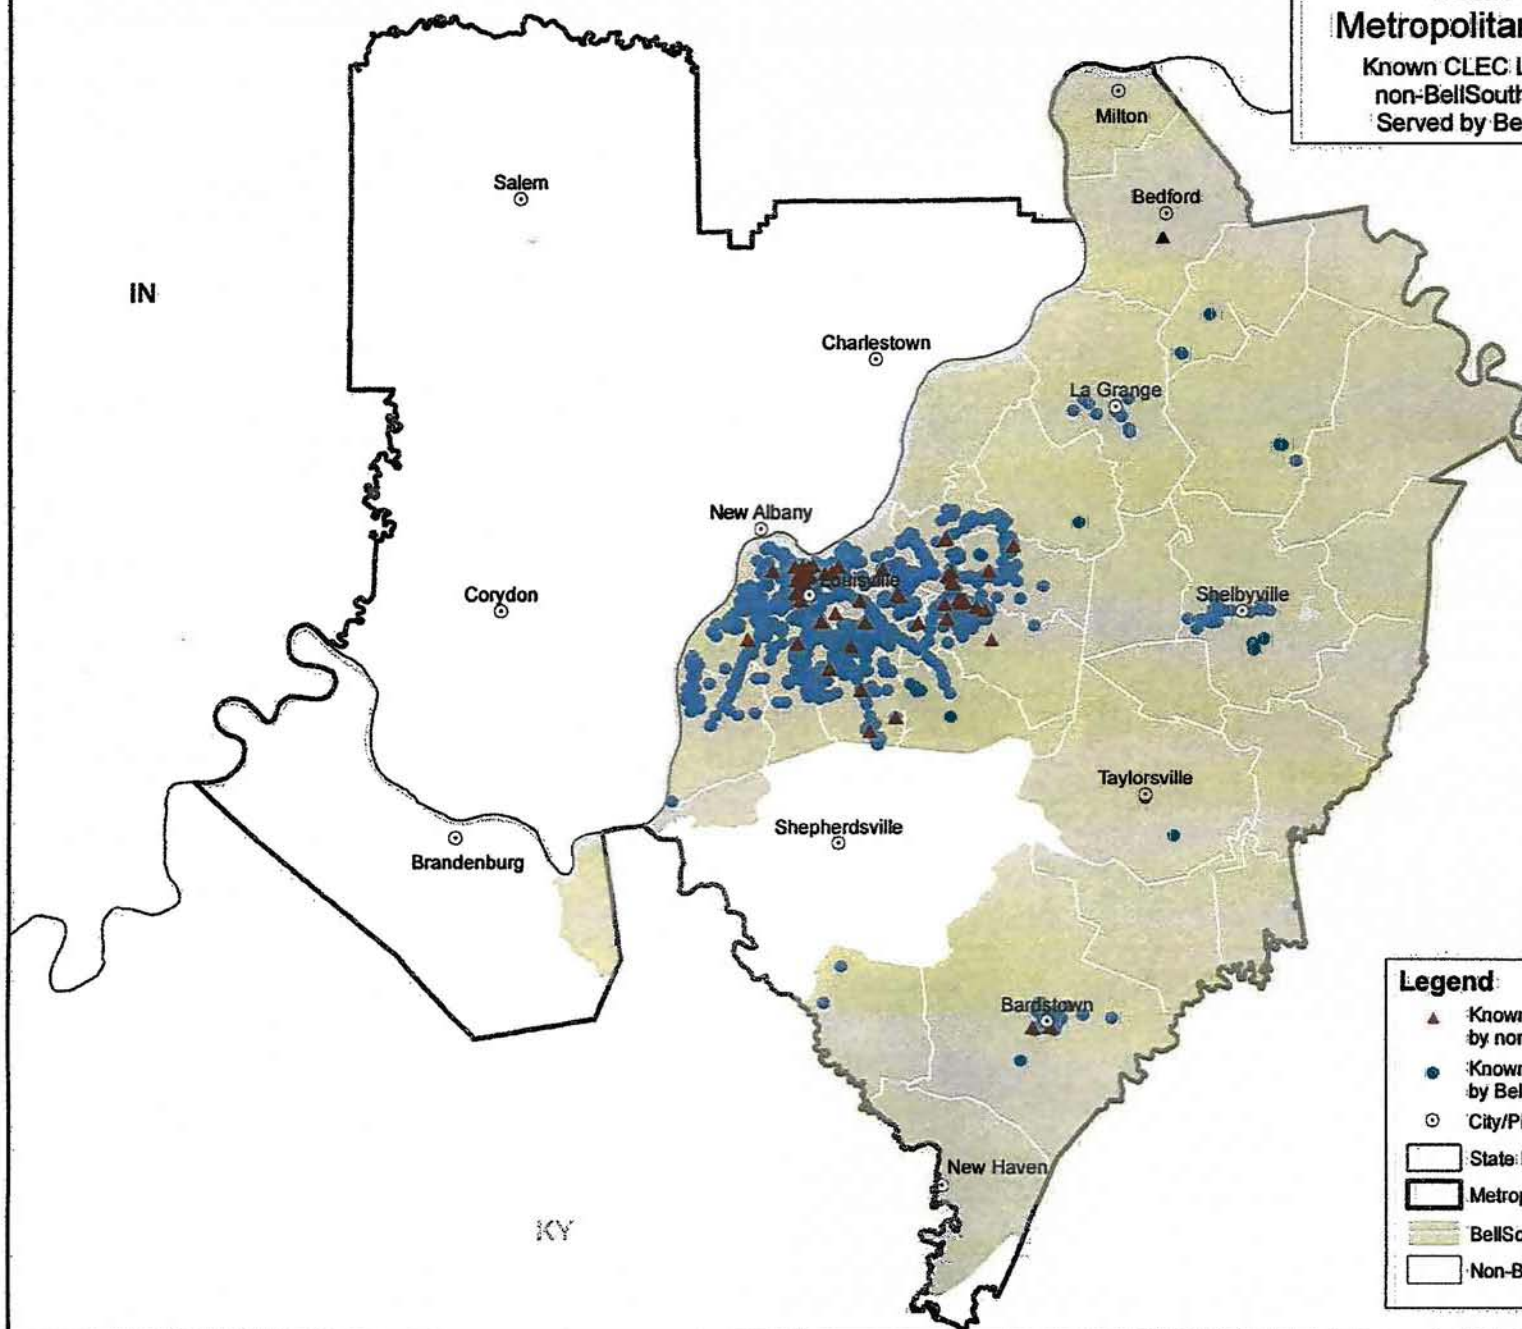 Metropolitan
Known CLEC L
non-BellSouth
Served by Be
Milton
Salem
Bedford
IN
Charlestown
La Grange
New Albany
Louisville
Corydon
Shelbyville
Taylorsville
Shepherdsville
Brandenburg
Bardstown
New Haven
KY
Legend
Known
by non
Known
by Bel
City/Pl
State
Metrop
BellSo
Non-B